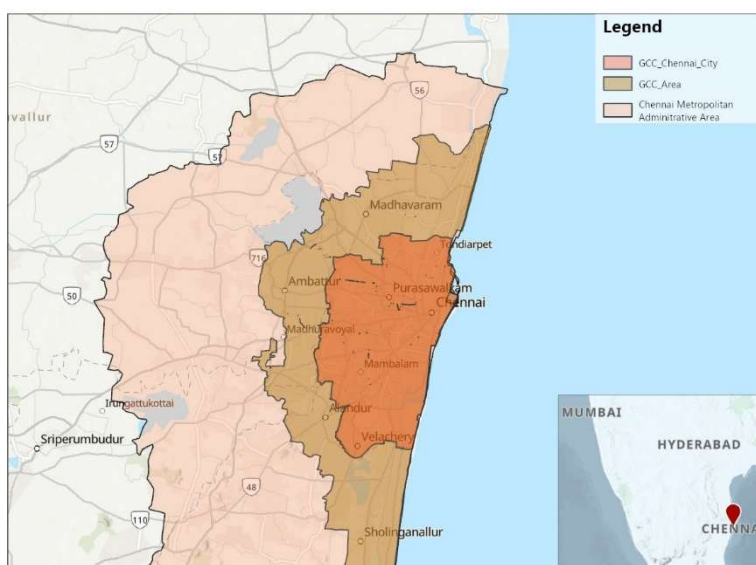 Legend
GCC_Chennai_City
GCC_Area
Chennai Metropolitan
Adminitrative Area
56
57
57
avallur
Madhavaram
Tondiarpet
716
Ambattur
50
Purasawalkam
Chennai
Madhuravoyal
Mambalam
Irungattukottai
Alandur
Sriperumbudur
Velachery
48
110
Sholinganallur
MUMBAI
HYDERABAD
CHENNA